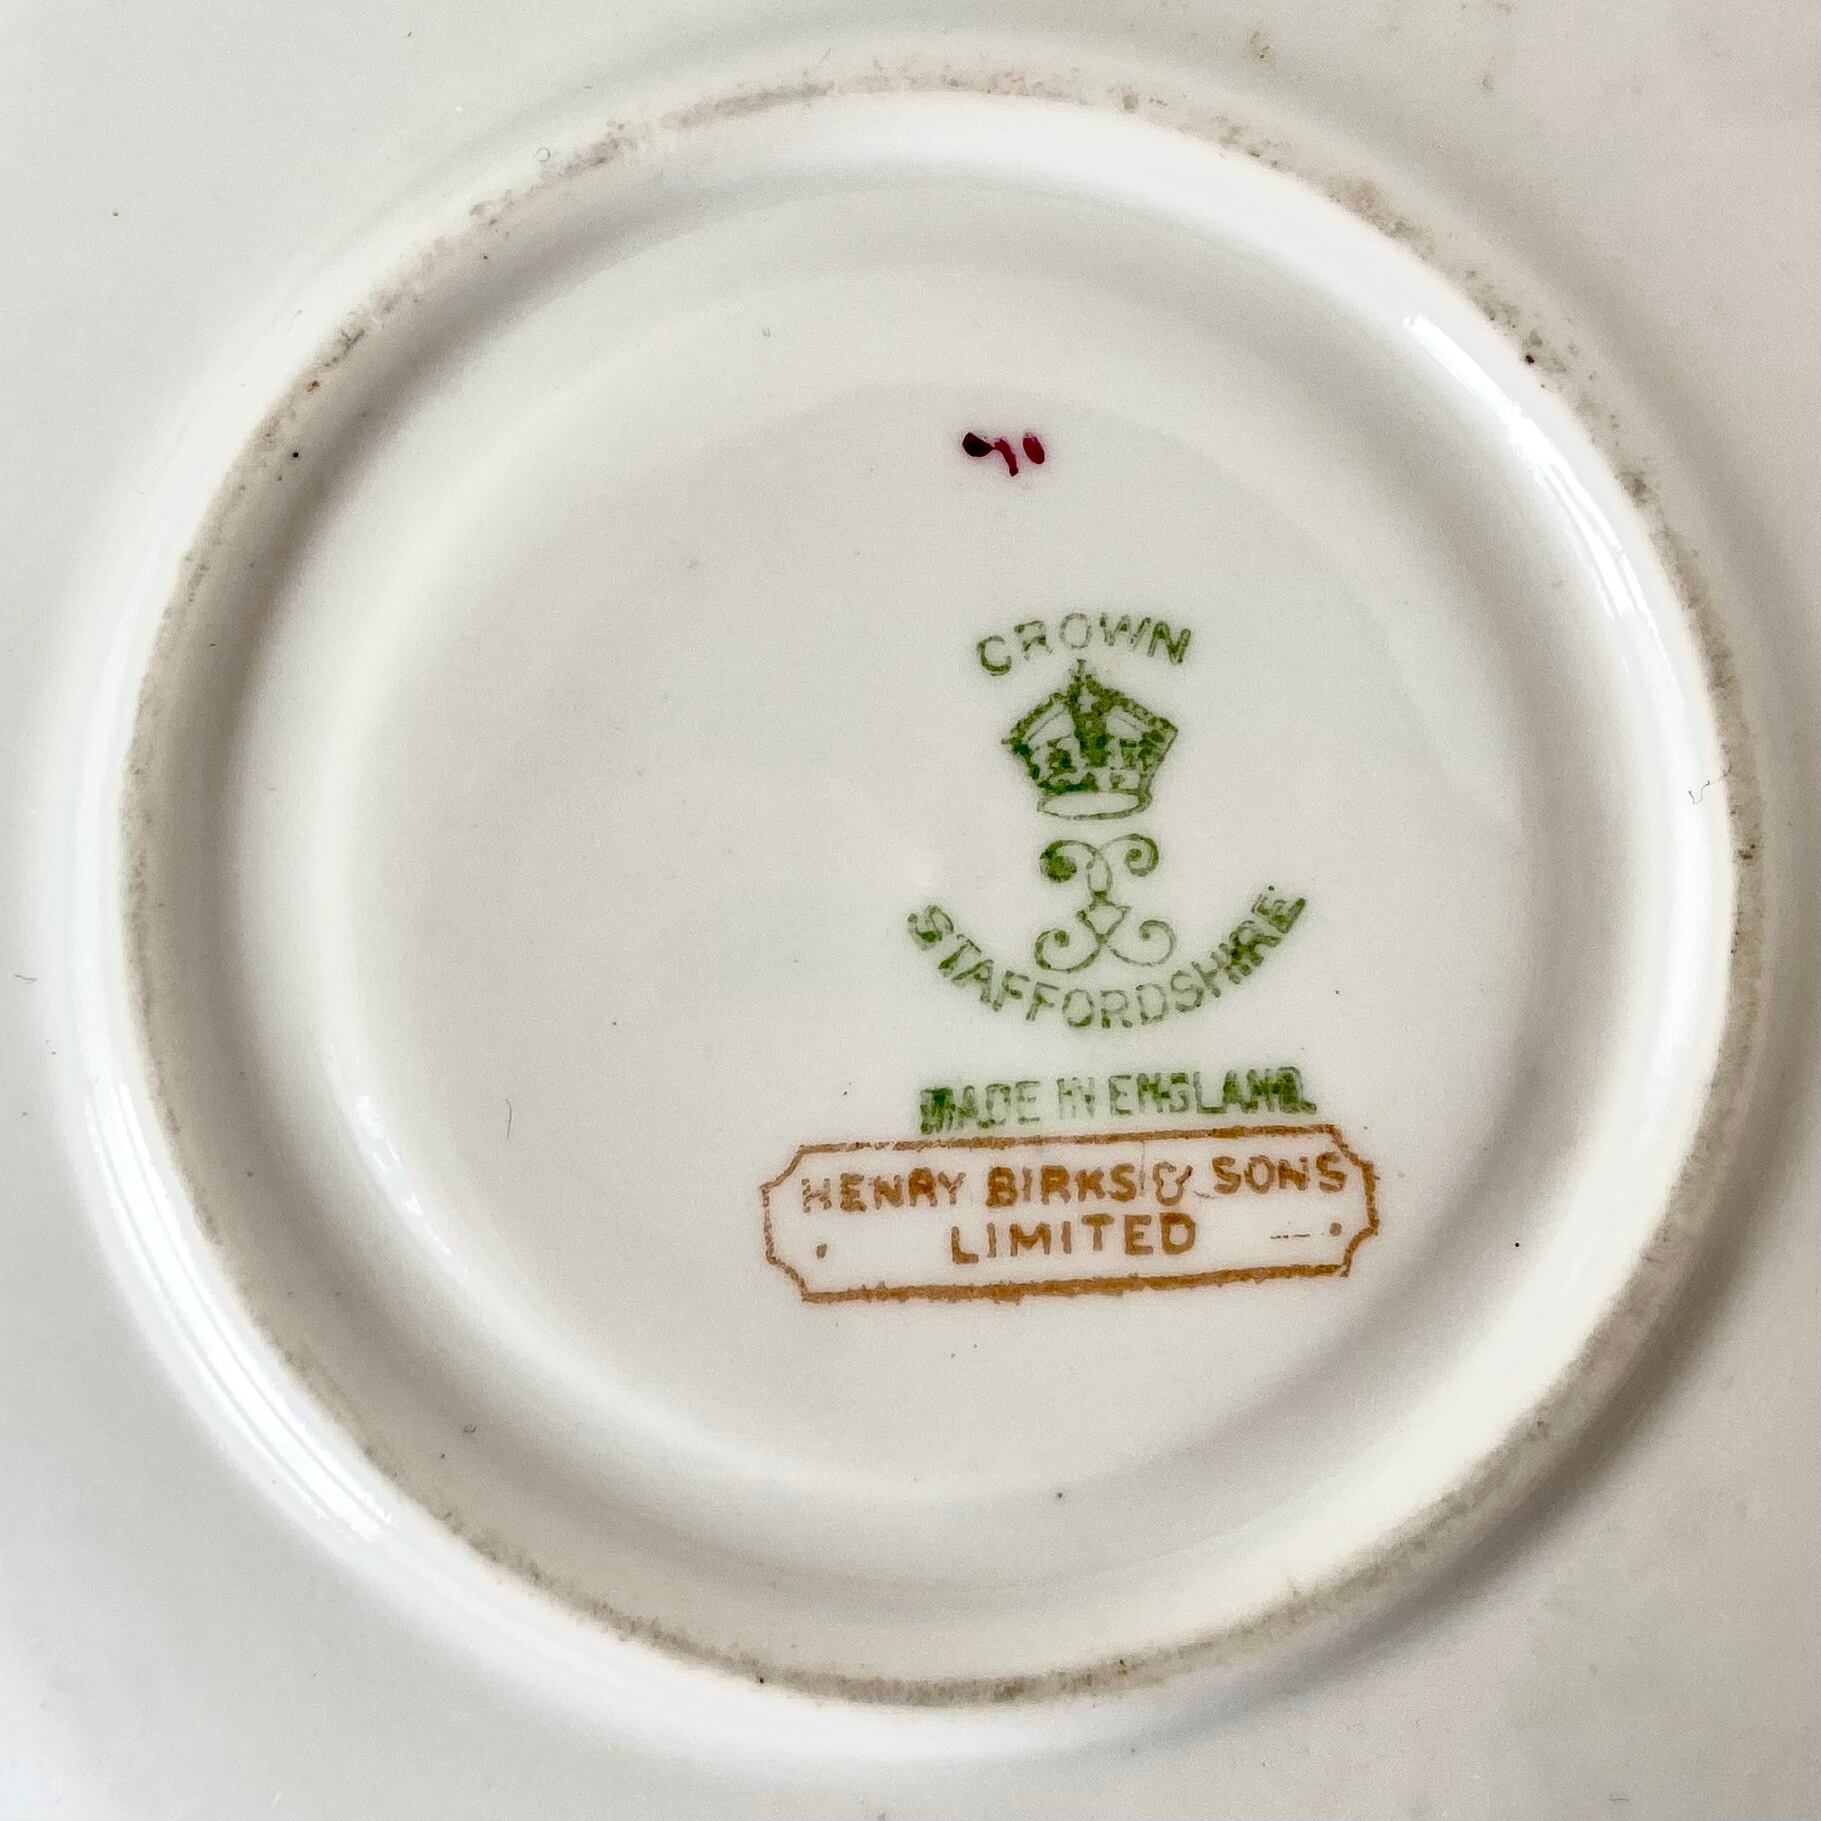 CROWN
STAFFORDSHIRE
MADE IN ENGLAND.
HENRY BIRKS & SONS
LIMITED